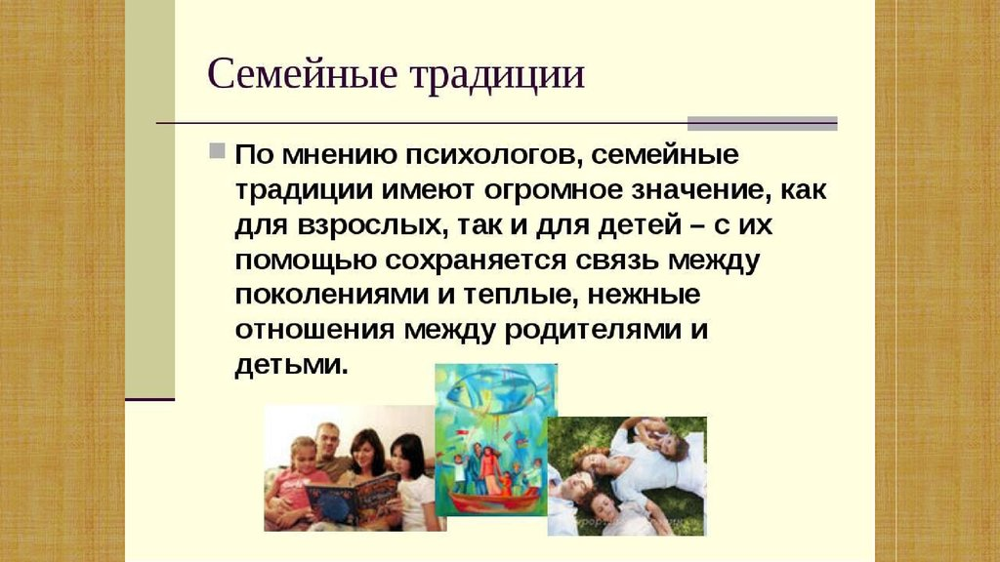 Семейные традиции
По мнению психологов, семейные
традиции имеют огромное значение, как
для взрослых, так и для детей – с их
помощью сохраняется связь между
поколениями и теплые, нежные
отношения между родителями и
детьми.